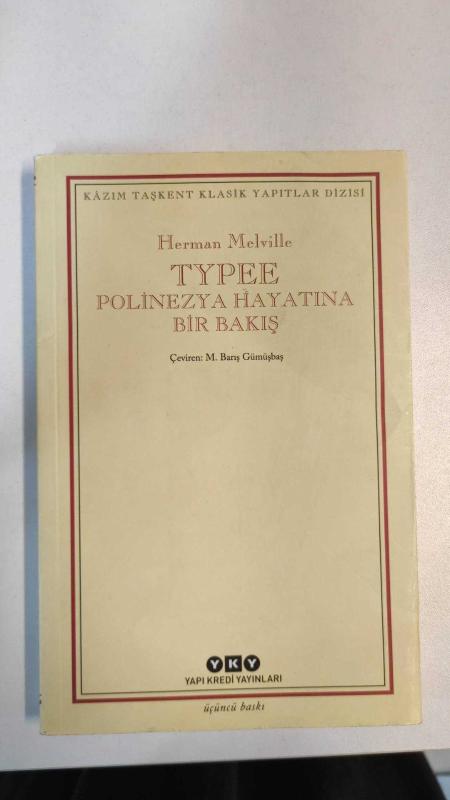 KÂZIM TAŞKENT KLASİK YAPITLAR DİZİSİ
Herman Melville
TYPEE
POLİNEZYA HAYATINA
BİR BAKIŞ
Çeviren: M. Barış Gümüşbaş
YKY
YAPI KREDİ YAYINLARI
üçüncü baskı